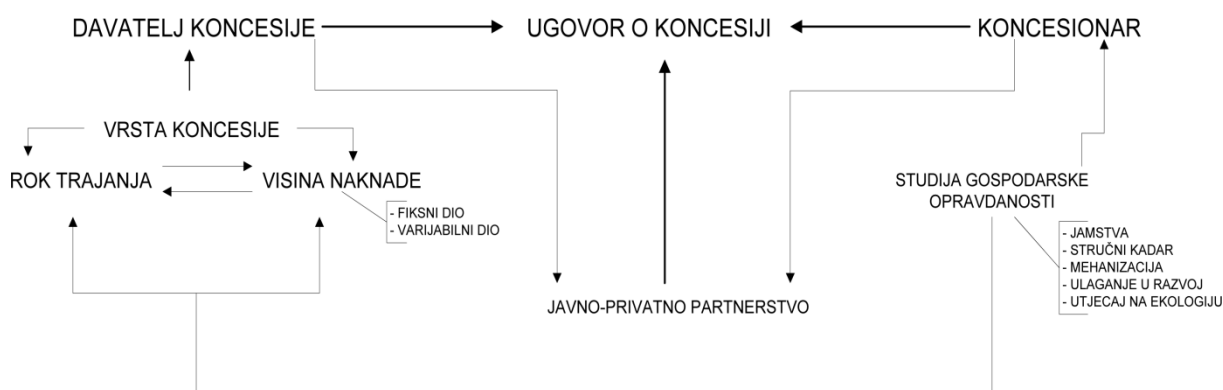 DAVATELJ KONCESIJE
UGOVOR O KONCESIJI
KONCESIONAR
VRSTA KONCESIJE
ROK TRAJANJA
VISINA NAKNADE
- FIKSNI DIO
- VARIJABILNI DIO
STUDIJA GOSPODARSKE
OPRAVDANOSTI
- JAMSTVA
- STRUČNI KADAR
- MEHANIZACIJA
- ULAGANJE U RAZVOJ
- UTJECAJ NA EKOLOGIJU
JAVNO-PRIVATNO PARTNERSTVO